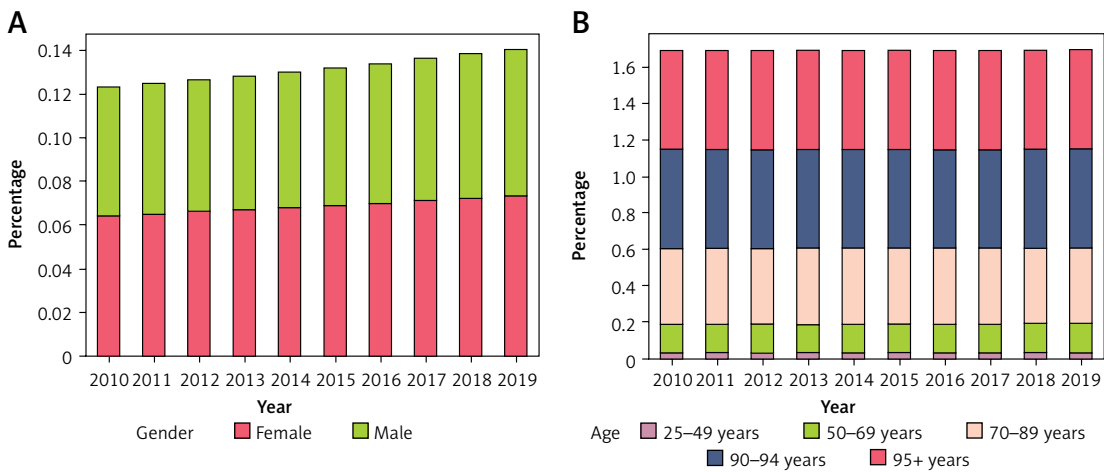 A
Percentage
0.14
0.12
0.10
0.08
0.06
0.04
0.02
0
2010 2011 2012 2013 2014 2015 2016 2017 2018 2019
Year
Gender Female Male
B
Percentage
1.6
1.4
1.2
1.0
0.8
0.6
0.4
0.2
0
2010 2011 2012 2013 2014 2015 2016 2017 2018 2019
Year
Age 25–49 years 50–69 years 70–89 years
90–94 years 95+ years